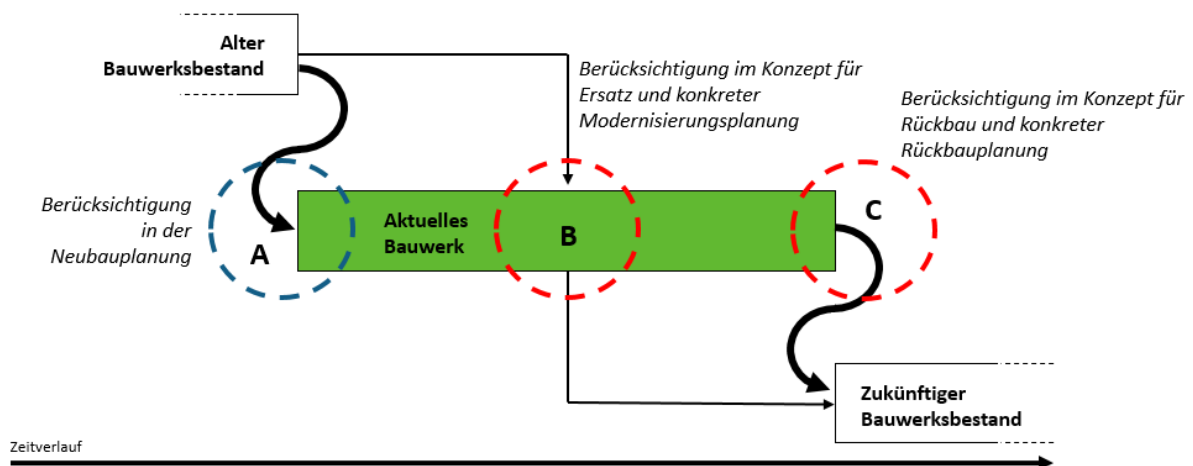 Alter
Bauwerksbestand
Berücksichtigung im Konzept für
Ersatz und konkreter
Modernisierungsplanung
Berücksichtigung im Konzept für
Rückbau und konkreter
Rückbauplanung
Berücksichtigung
in der
Neubauplanung
A
Aktuelles
Bauwerk
B
C
Zukünftiger
Bauwerksbestand
Zeitverlauf